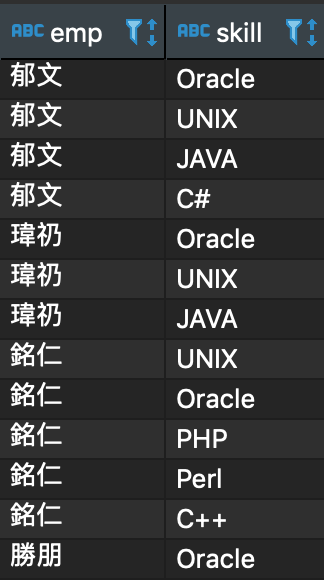 ABC emp ABC skill
郁文 Oracle
郁文 UNIX
郁文 JAVA
郁文 C#
瑋礽 Oracle
瑋礽 UNIX
瑋礽 JAVA
銘仁 UNIX
銘仁 Oracle
銘仁 PHP
銘仁 Perl
銘仁 C++
勝朋 Oracle